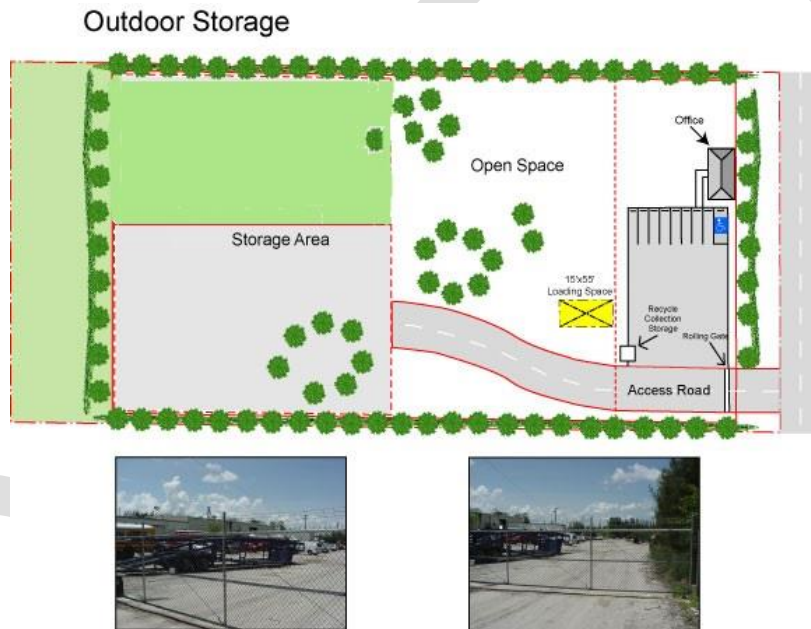 Outdoor Storage
Office
Open Space
Storage Area
15'x55'
Loading Space
Recycle
Collection
Storage
Rolling Gate
Access Road